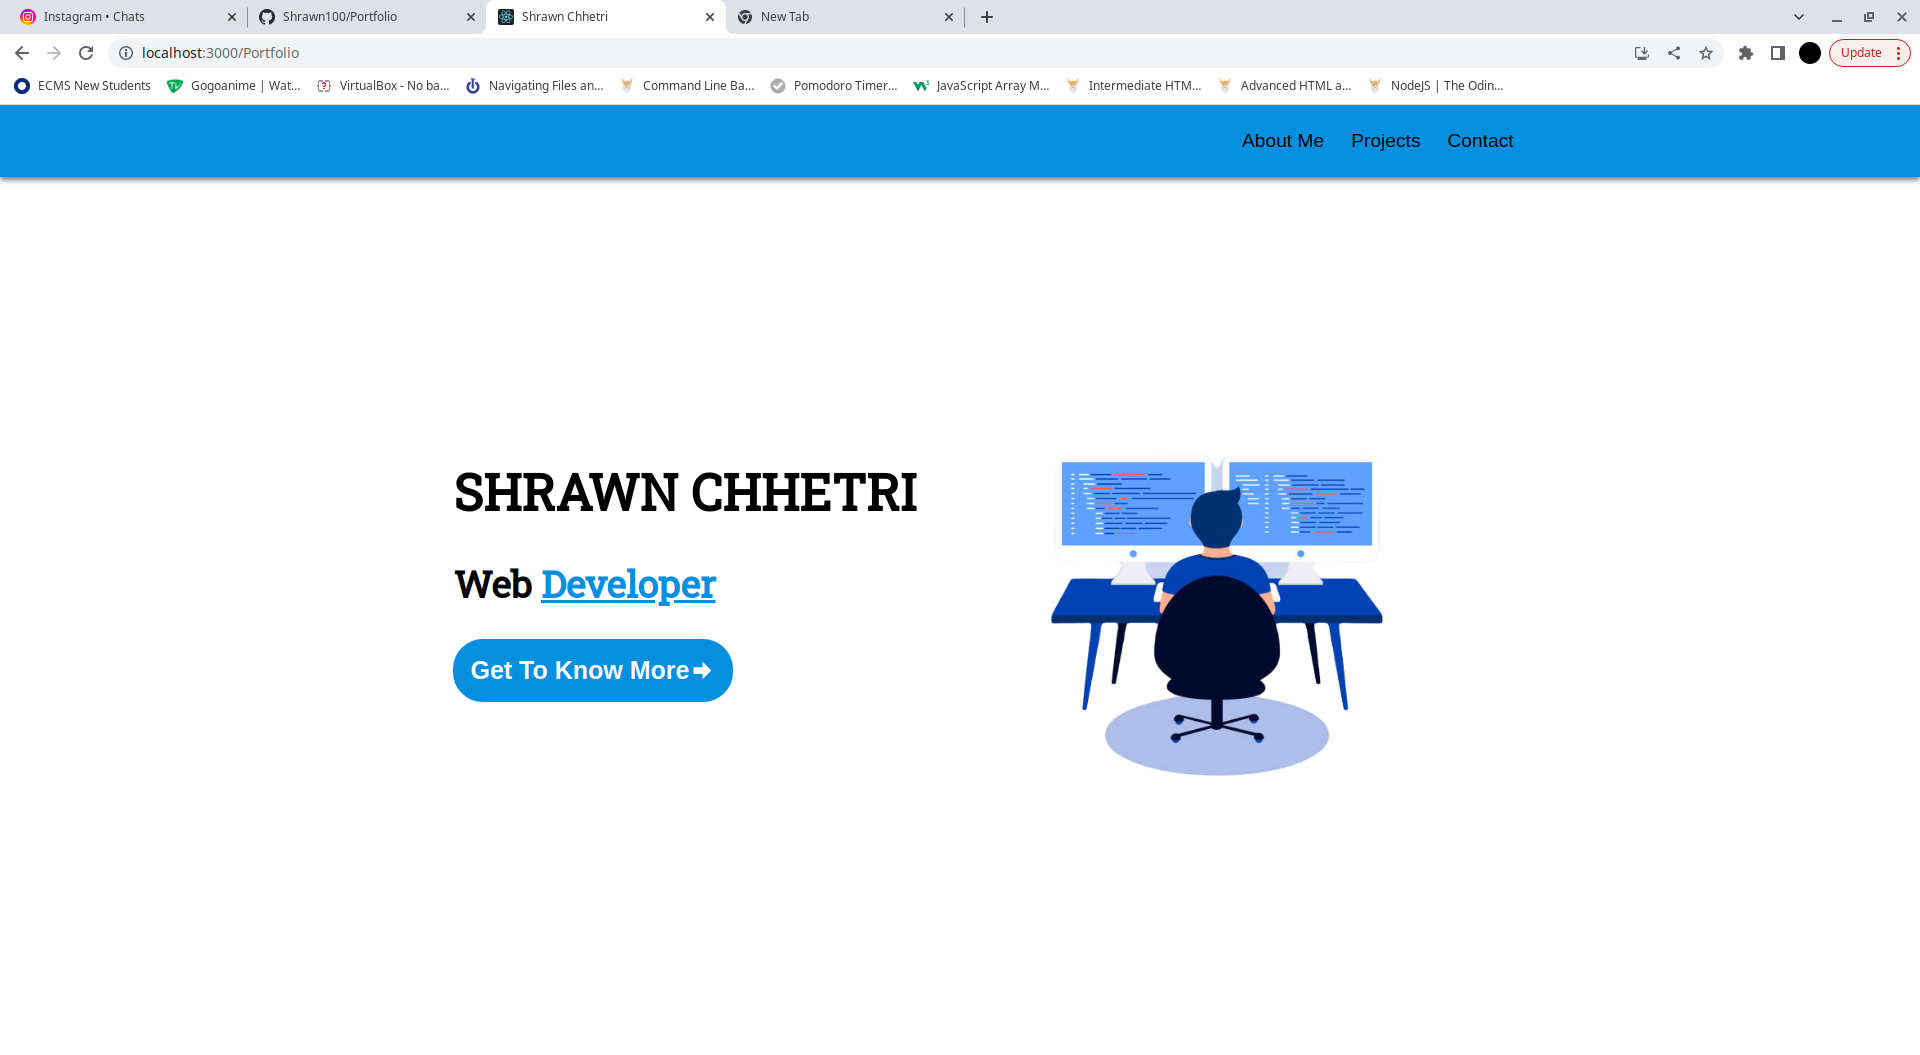 Instagram • Chats
Shrawn100/Portfolio
Shrawn Chhetri
New Tab
localhost:3000/Portfolio
Update
ECMS New Students
Gogoanime | Wat...
VirtualBox - No ba...
Navigating Files an...
Command Line Ba...
Pomodoro Timer...
JavaScript Array M...
Intermediate HTM...
Advanced HTML a...
NodeJS | The Odin...
About Me
Projects
Contact
SHRAWN CHHETRI
Web Developer
Get To Know More